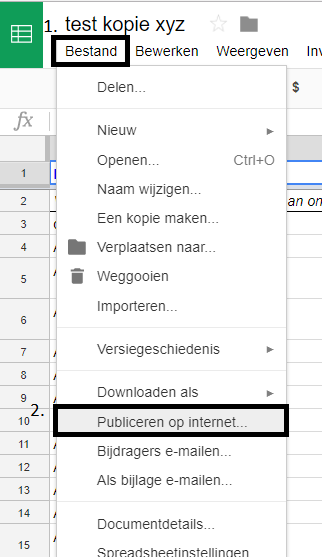 1. test kopie xyz
Bestand Bewerken Weergeven
$
fx
Delen...
Nieuw
1
Openen... Ctrl+O
Naam wijzigen...
2
Een kopie maken... an on
3
4 Verplaatsen naar...
5 Weggooien
6 Importeren...
7 Versiegeschiedenis
8
9 Downloaden als
2.
10 Publiceren op internet...
11 Bijdragers e-mailen...
12
13 Als bijlage e-mailen...
14 Documentdetails...
15 Spreadsheetinstellingen